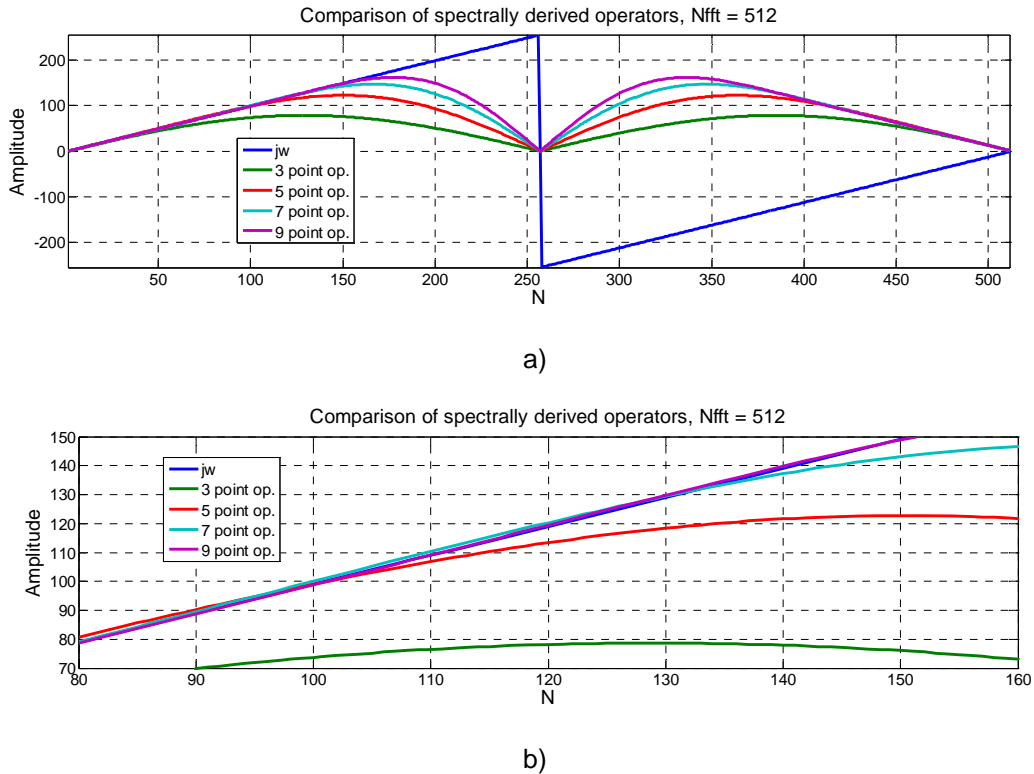 Comparison of spectrally derived operators, Nfft = 512
Amplitude
200
100
0
-100
-200
jw
3 point op.
5 point op.
7 point op.
9 point op.
50 100 150 200 250 300 350 400 450 500
N
a)
Comparison of spectrally derived operators, Nfft = 512
Amplitude
150
140
130
120
110
100
90
80
70
jw
3 point op.
5 point op.
7 point op.
9 point op.
80 90 100 110 120 130 140 150 160
N
b)